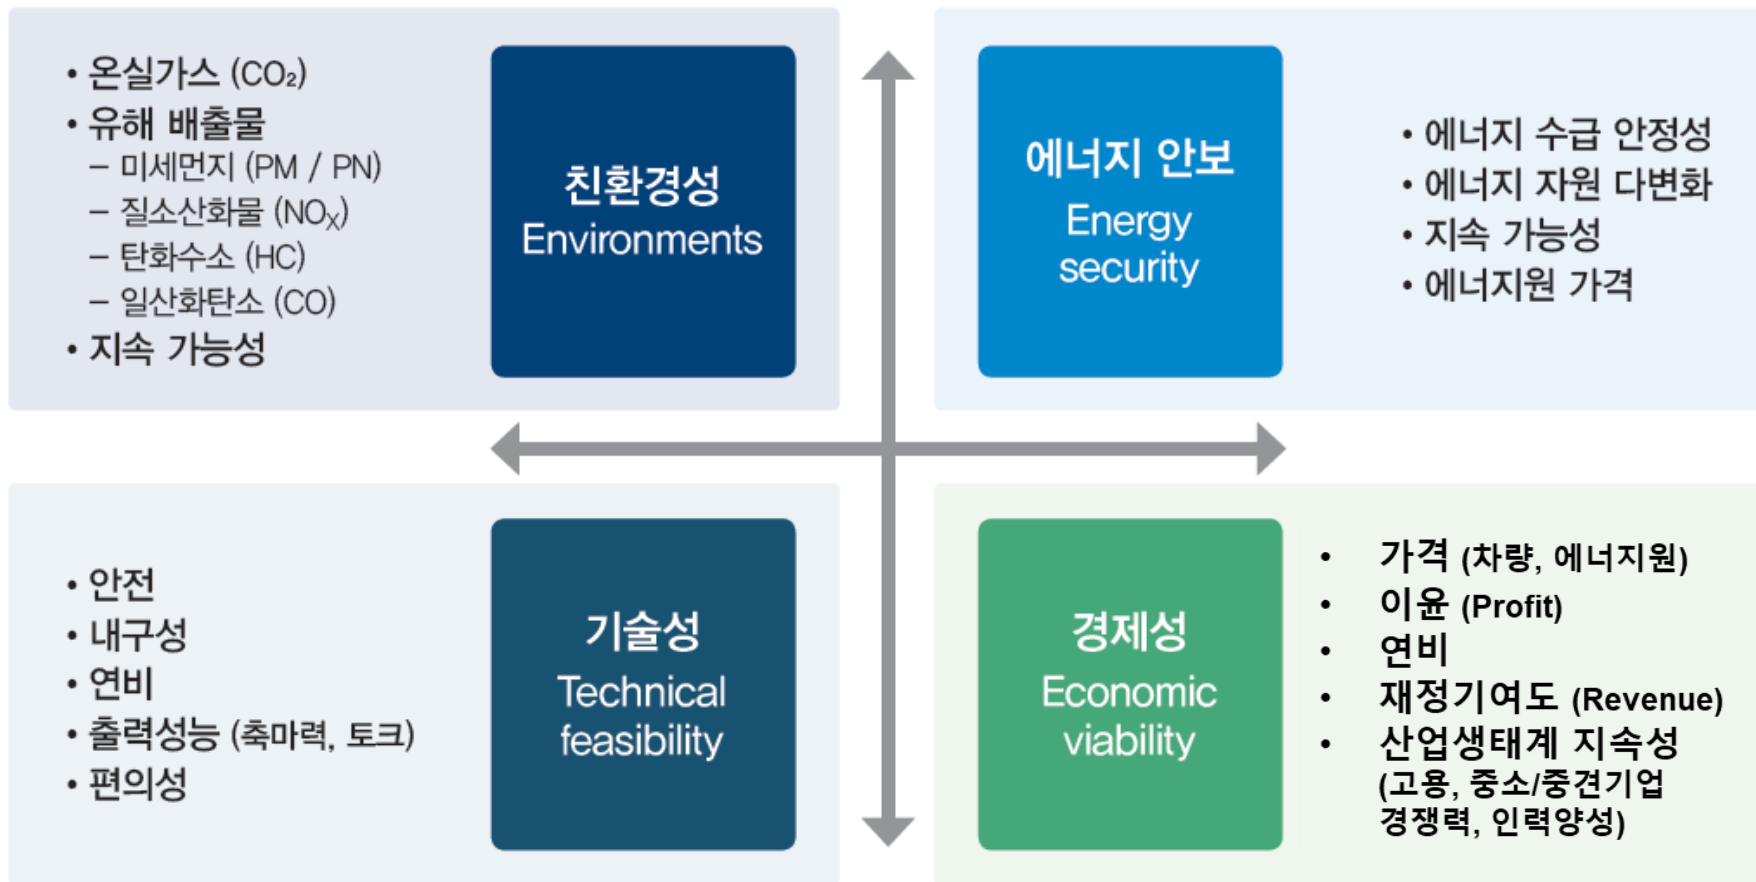 • 온실가스 (CO₂)
• 유해 배출물
– 미세먼지 (PM / PN)
– 질소산화물 (NOₓ)
– 탄화수소 (HC)
– 일산화탄소 (CO)
• 지속 가능성
친환경성
Environments
에너지 안보
Energy
security
• 에너지 수급 안정성
• 에너지 자원 다변화
• 지속 가능성
• 에너지원 가격
• 안전
• 내구성
• 연비
• 출력성능 (축마력, 토크)
• 편의성
기술성
Technical
feasibility
경제성
Economic
viability
• 가격 (차량, 에너지원)
• 이윤 (Profit)
• 연비
• 재정기여도 (Revenue)
• 산업생태계 지속성
(고용, 중소/중견기업
경쟁력, 인력양성)